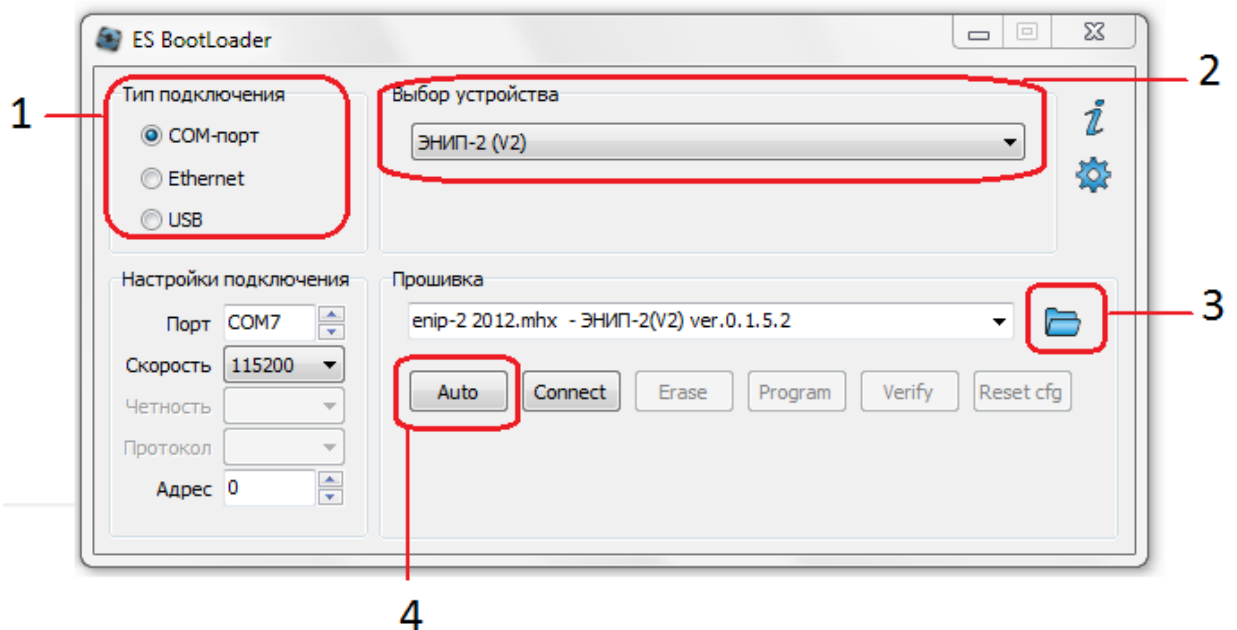 ES BootLoader
1
Тип подключения
COM-порт
Ethernet
USB
Выбор устройства
ЭНИП-2 (V2)
2
i
Настройки подключения
Порт COM7
Скорость 115200
Четность
Протокол
Адрес 0
Прошивка
enip-2 2012.mhx - ЭНИП-2(V2) ver.0.1.5.2
3
Auto Connect Erase Program Verify Reset cfg
4